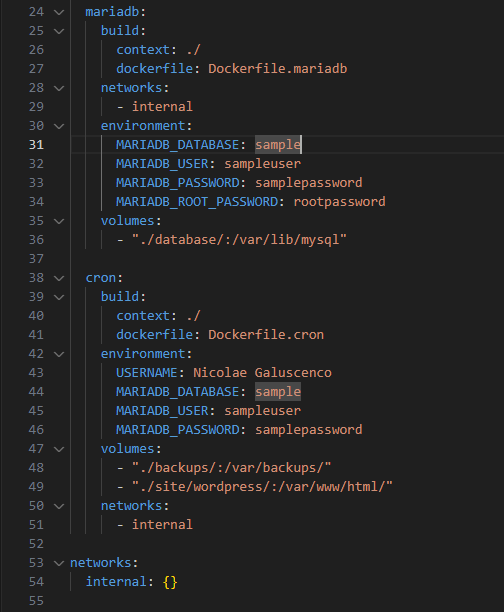 24 mariadb:
25 build:
26 context: ./
27 dockerfile: Dockerfile.mariadb
28 networks:
29 - internal
30 environment:
31 MARIADB_DATABASE: sample
32 MARIADB_USER: sampleuser
33 MARIADB_PASSWORD: samplepassword
34 MARIADB_ROOT_PASSWORD: rootpassword
35 volumes:
36 - "./database/:/var/lib/mysql"
37
38 cron:
39 build:
40 context: ./
41 dockerfile: Dockerfile.cron
42 environment:
43 USERNAME: Nicolae Galuscenco
44 MARIADB_DATABASE: sample
45 MARIADB_USER: sampleuser
46 MARIADB_PASSWORD: samplepassword
47 volumes:
48 - "./backups/:/var/backups/"
49 - "./site/wordpress/:/var/www/html/"
50 networks:
51 - internal
52
53 networks:
54 internal: {}
55